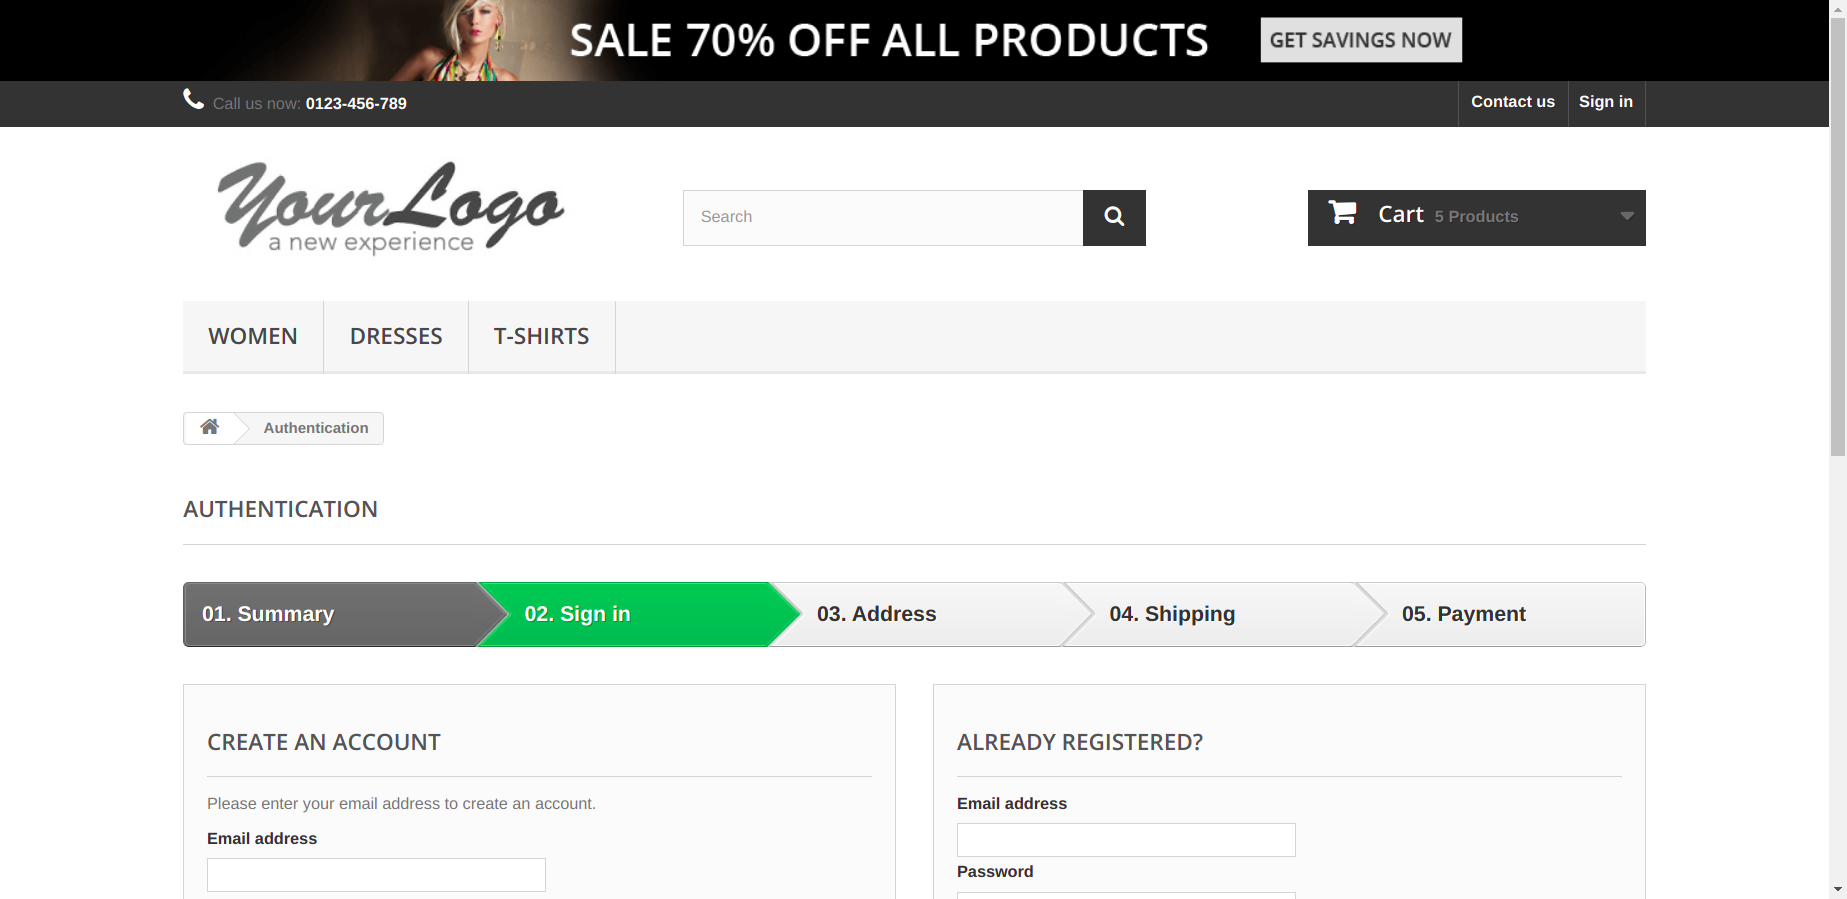 SALE 70% OFF ALL PRODUCTS
GET SAVINGS NOW
Call us now: 0123-456-789
Contact us
Sign in
Your Logo
a new experience
Search
Cart 5 Products
WOMEN
DRESSES
T-SHIRTS
Authentication
AUTHENTICATION
01. Summary
02. Sign in
03. Address
04. Shipping
05. Payment
CREATE AN ACCOUNT
Please enter your email address to create an account.
Email address
ALREADY REGISTERED?
Email address
Password